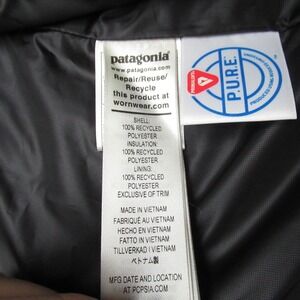 patagonia®
www.patagonia.com
Repair/Reuse/
Recycle
this product at
wornwear.com
SHELL:
100% RECYCLED
POLYESTER
INSULATION:
100% RECYCLED
POLYESTER
LINING:
100% RECYCLED
POLYESTER
EXCLUSIVE OF TRIM
MADE IN VIETNAM
FABRIQUÉ AU VIETNAM
HECHO EN VIETNAM
FATTO IN VIETNAM
TILLVERKAD I VIETNAM
ベトナム製
MFG DATE AND LOCATION
AT PCPSIA.COM
PRIMALOFT
P.U.R.E.